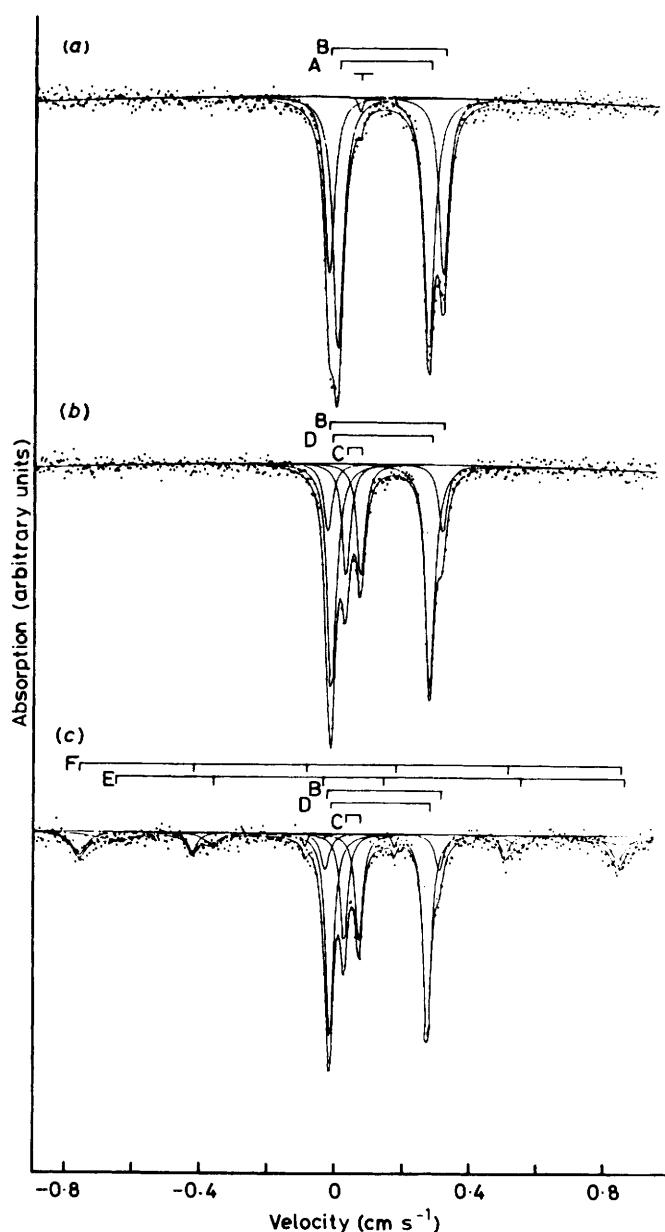 (a)
B
A
(b)
B
D
C
(c)
F
E
B
D
C
Absorption (arbitrary units)
−0.8 −0.4 0 0.4 0.8
Velocity (cm s⁻¹)